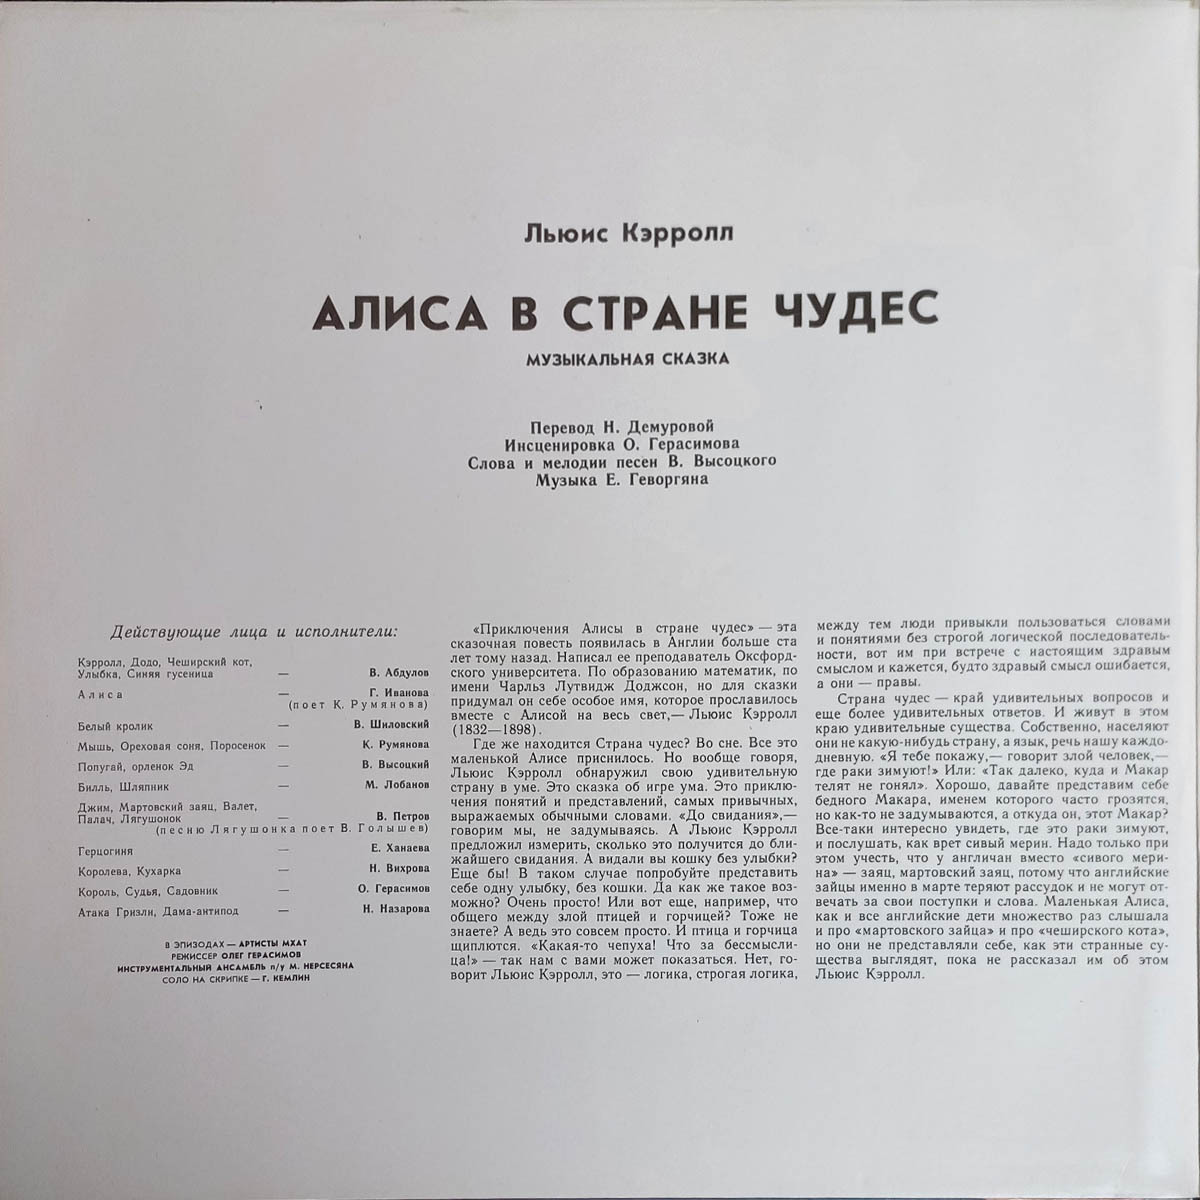 Льюис Кэрролл
АЛИСА В СТРАНЕ ЧУДЕС
МУЗЫКАЛЬНАЯ СКАЗКА
Перевод Н. Демуровой
Инсценировка О. Герасимова
Слова и мелодии песен В. Высоцкого
Музыка Е. Геворгяна
Действующие лица и исполнители:
Кэрролл, Додо, Чеширский кот,
Улыбка, Синяя гусеница — В. Абдулов
Алиса — Г. Иванова
(поет К. Румянова)
Белый кролик — В. Шиловский
Мышь, Ореховая соня, Поросенок — К. Румянова
Попугай, орленок Эд — В. Высоцкий
Билль, Шляпник — М. Лобанов
Джим, Мартовский заяц, Валет,
Палач, Лягушонок — В. Петров
(песню Лягушонка поет В. Голышев)
Герцогиня — Е. Ханаева
Королева, Кухарка — Н. Вихрова
Король, Судья, Садовник — О. Герасимов
Атака Гризли, Дама-антипод — Н. Назарова
В ЭПИЗОДАХ — АРТИСТЫ МХАТ
РЕЖИССЕР ОЛЕГ ГЕРАСИМОВ
ИНСТРУМЕНТАЛЬНЫЙ АНСАМБЛЬ п/у М. НЕРСЕСЯНА
СОЛО НА СКРИПКЕ — Г. КЕМЛИН
«Приключения Алисы в стране чудес» — эта
сказочная повесть появилась в Англии больше ста
лет тому назад. Написал ее преподаватель Оксфорд-
ского университета. По образованию математик, по
имени Чарльз Лутвидж Доджсон, но для сказки
придумал он себе особое имя, которое прославилось
вместе с Алисой на весь свет,— Льюис Кэрролл
(1832—1898).
Где же находится Страна чудес? Во сне. Все это
маленькой Алисе приснилось. Но вообще говоря,
Льюис Кэрролл обнаружил свою удивительную
страну в уме. Это сказка об игре ума. Это приклю-
чения понятий и представлений, самых привычных,
выражаемых обычными словами. «До свидания»,—
говорим мы, не задумываясь. А Льюис Кэрролл
предложил измерить, сколько это получится до бли-
жайшего свидания. А видали вы кошку без улыбки?
Еще бы! В таком случае попробуйте представить
себе одну улыбку, без кошки. Да как же такое воз-
можно? Очень просто! Или вот еще, например, что
общего между злой птицей и горчицей? Тоже не
знаете? А ведь это совсем просто. И птица и горчица
щиплются. «Какая-то чепуха! Что за бессмысли-
ца!» — так нам с вами может показаться. Нет, го-
ворит Льюис Кэрролл, это — логика, строгая логика,
между тем люди привыкли пользоваться словами
и понятиями без строгой логической последователь-
ности, вот им при встрече с настоящим здравым
смыслом и кажется, будто здравый смысл ошибается,
а они — правы.
Страна чудес — край удивительных вопросов и
еще более удивительных ответов. И живут в этом
краю удивительные существа. Собственно, населяют
они не какую-нибудь страну, а язык, речь нашу каждо-
дневную. «Я тебе покажу,— говорит злой человек,—
где раки зимуют!» Или: «Так далеко, куда и Макар
телят не гонял». Хорошо, давайте представим себе
бедного Макара, именем которого часто грозятся,
но как-то не задумываются, а откуда он, этот Макар?
Все-таки интересно увидеть, где это раки зимуют,
и послушать, как врет сивый мерин. Надо только при
этом учесть, что у англичан вместо «сивого мери-
на» — заяц, мартовский заяц, потому что английские
зайцы именно в марте теряют рассудок и не могут от-
вечать за свои поступки и слова. Маленькая Алиса,
как и все английские дети множество раз слышала
и про «мартовского зайца» и про «чеширского кота»,
но они не представляли себе, как эти странные су-
щества выглядят, пока не рассказал им об этом
Льюис Кэрролл.